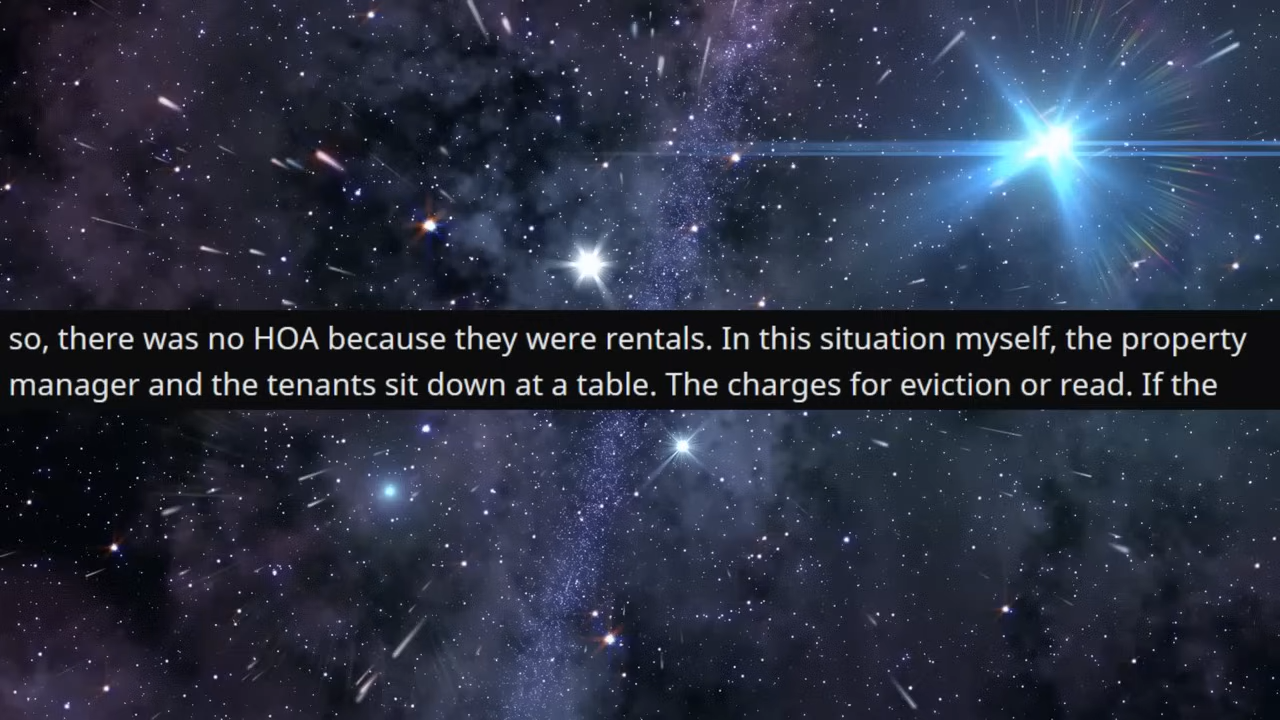 so, there was no HOA because they were rentals. In this situation myself, the property
manager and the tenants sit down at a table. The charges for eviction or read. If the